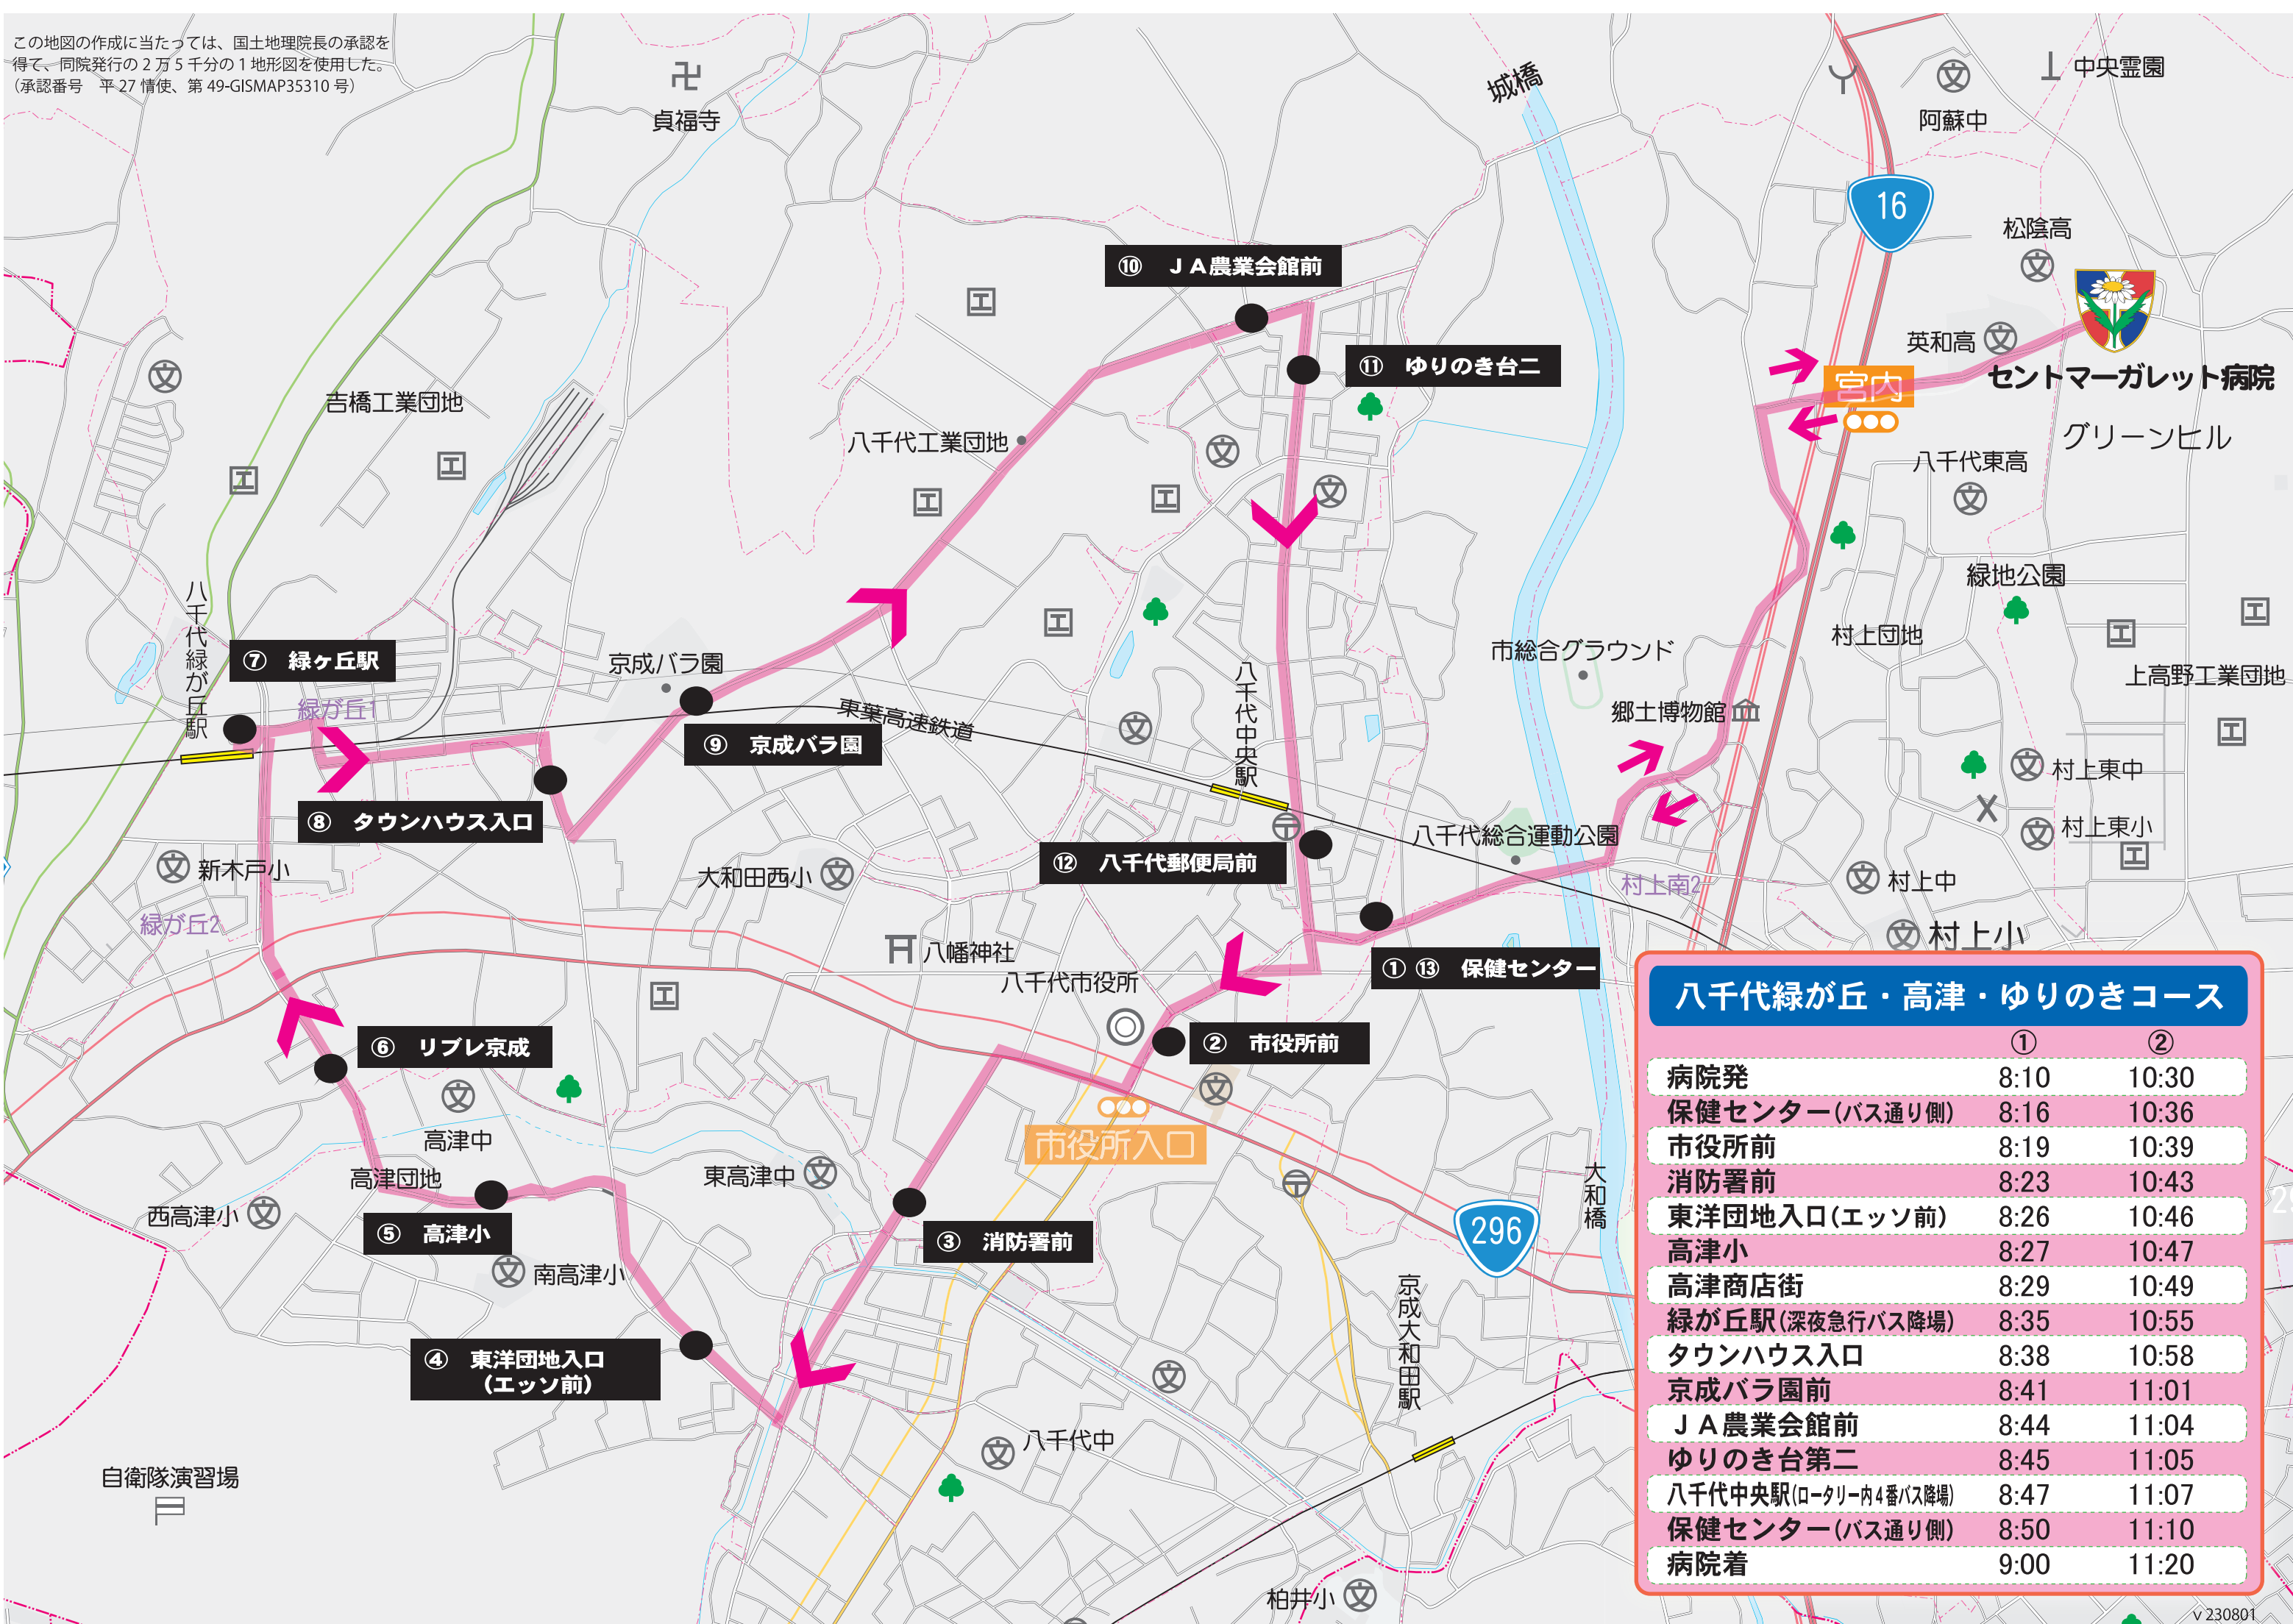 この地図の作成に当たっては、国土地理院長の承認を
得て、同院発行の2万5千分の1地形図を使用した。
（承認番号　平27情使、第49-GISMAP35310号）
卍
貞福寺
城橋
文
阿蘇中
中央霊園
16
松陰高
文
⑩　ＪＡ農業会館前
英和高
文
セントマーガレット病院
⑪　ゆりのき台二
宮内
グリーンヒル
吉橋工業団地
八千代工業団地
八千代東高
文
緑地公園
村上団地
上高野工業団地
八千代緑が丘駅
⑦　緑ヶ丘駅
緑が丘1
京成バラ園
⑨　京成バラ園
東葉高速鉄道
八千代中央駅
市総合グラウンド
郷土博物館
村上東中
村上東小
⑧　タウンハウス入口
⑫　八千代郵便局前
八千代総合運動公園
村上南2
村上中
村上小
新木戸小
緑が丘2
大和田西小
八幡神社
八千代市役所
① ⑬　保健センター
⑥　リブレ京成
②　市役所前
市役所入口
高津中
高津団地
西高津小
⑤　高津小
南高津小
東高津中
③　消防署前
296
大和橋
京成大和田駅
④　東洋団地入口
（エッソ前）
八千代中
自衛隊演習場
柏井小
八千代緑が丘・高津・ゆりのきコース
① ②
病院発 8:10 10:30
保健センター（バス通り側） 8:16 10:36
市役所前 8:19 10:39
消防署前 8:23 10:43
東洋団地入口（エッソ前） 8:26 10:46
高津小 8:27 10:47
高津商店街 8:29 10:49
緑が丘駅（深夜急行バス降場） 8:35 10:55
タウンハウス入口 8:38 10:58
京成バラ園前 8:41 11:01
ＪＡ農業会館前 8:44 11:04
ゆりのき台第二 8:45 11:05
八千代中央駅（ロータリー内４番バス降場） 8:47 11:07
保健センター（バス通り側） 8:50 11:10
病院着 9:00 11:20
v 230801